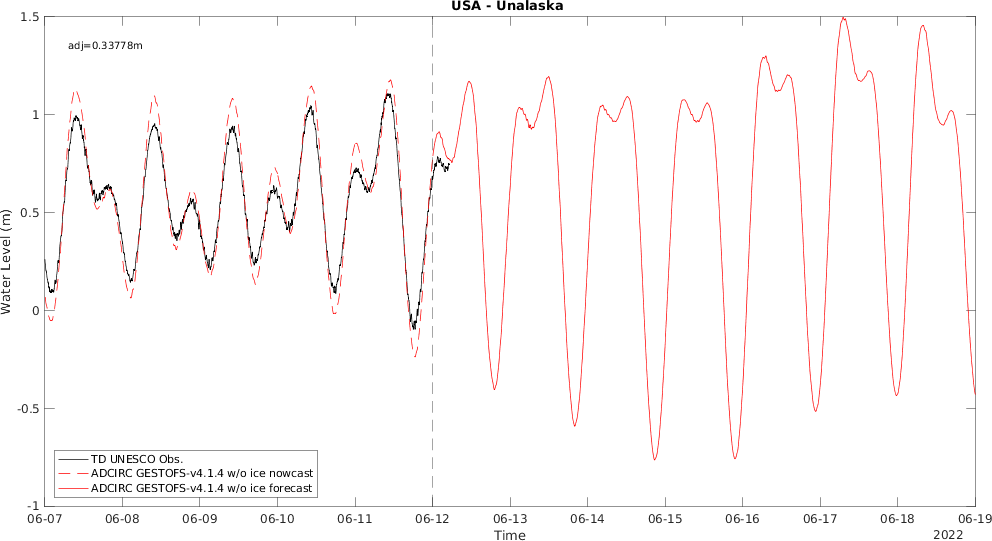 USA - Unalaska
adj=0.33778m
1.5
1
0.5
0
-0.5
-1
Water Level (m)
TD UNESCO Obs.
ADCIRC GESTOFS-v4.1.4 w/o ice nowcast
ADCIRC GESTOFS-v4.1.4 w/o ice forecast
06-07 06-08 06-09 06-10 06-11 06-12 06-13 06-14 06-15 06-16 06-17 06-18 06-19
Time
2022